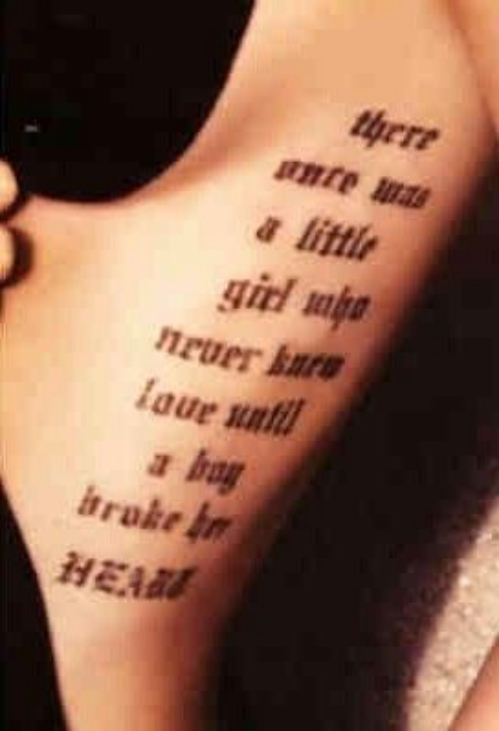 there
once was
a little
girl who
never knew
love until
a boy
broke her
HEART